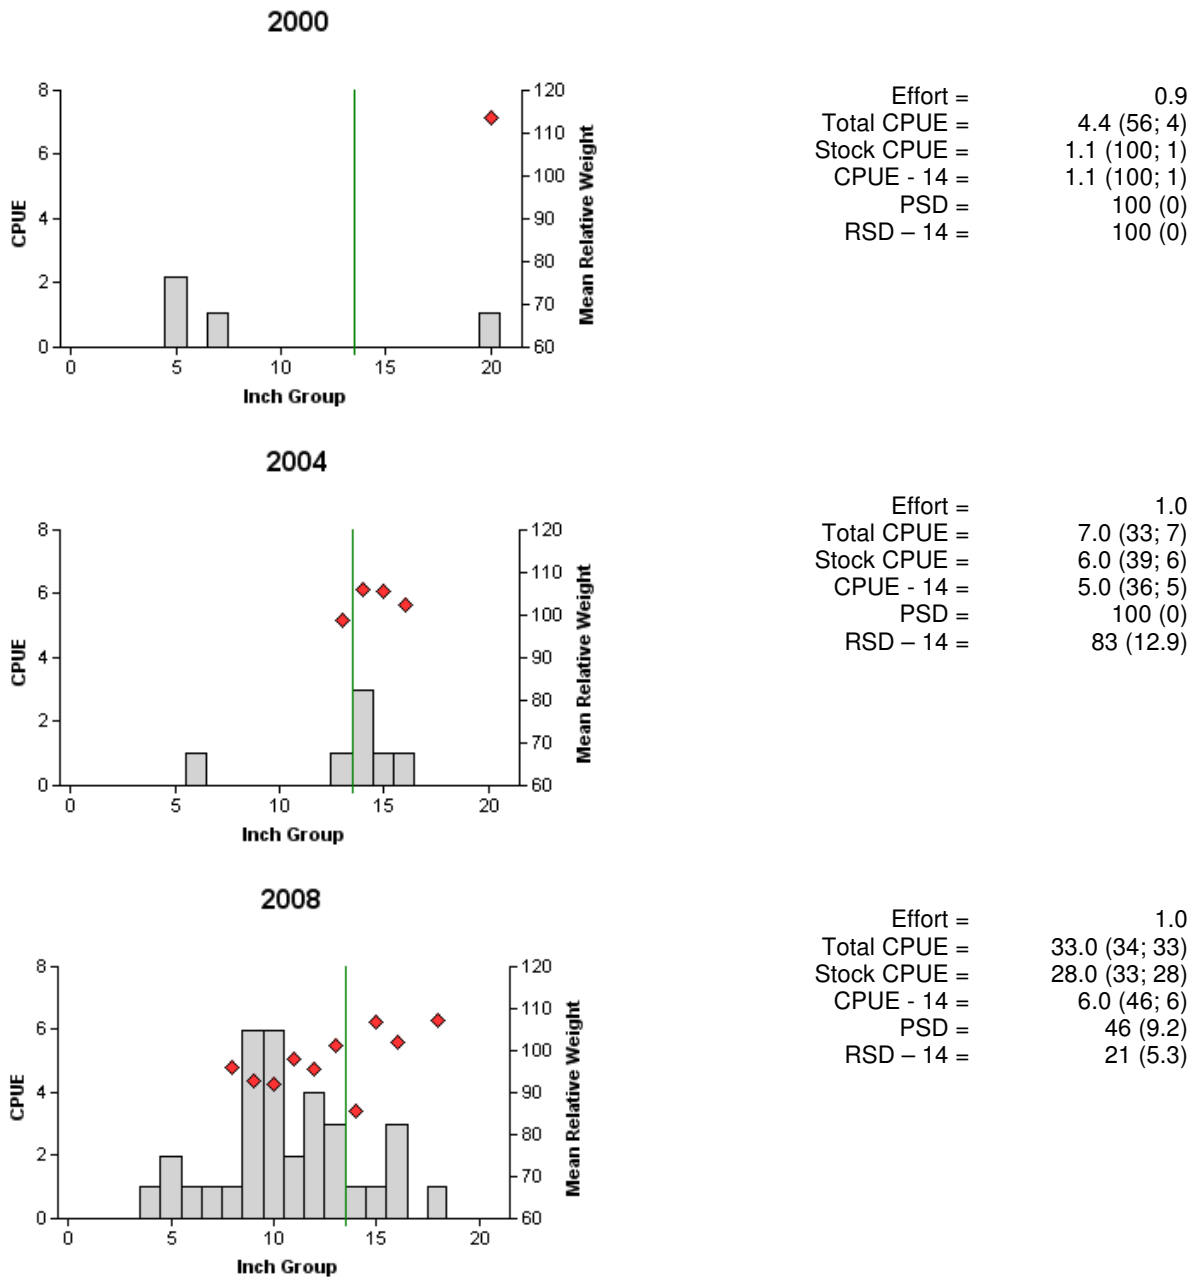 2000
8
6
4
2
0
CPUE
120
110
100
90
80
70
60
Mean Relative Weight
0 5 10 15 20
Inch Group
Effort = 0.9
Total CPUE = 4.4 (56; 4)
Stock CPUE = 1.1 (100; 1)
CPUE - 14 = 1.1 (100; 1)
PSD = 100 (0)
RSD – 14 = 100 (0)
2004
8
6
4
2
0
CPUE
120
110
100
90
80
70
60
Mean Relative Weight
0 5 10 15 20
Inch Group
Effort = 1.0
Total CPUE = 7.0 (33; 7)
Stock CPUE = 6.0 (39; 6)
CPUE - 14 = 5.0 (36; 5)
PSD = 100 (0)
RSD – 14 = 83 (12.9)
2008
8
6
4
2
0
CPUE
120
110
100
90
80
70
60
Mean Relative Weight
0 5 10 15 20
Inch Group
Effort = 1.0
Total CPUE = 33.0 (34; 33)
Stock CPUE = 28.0 (33; 28)
CPUE - 14 = 6.0 (46; 6)
PSD = 46 (9.2)
RSD – 14 = 21 (5.3)